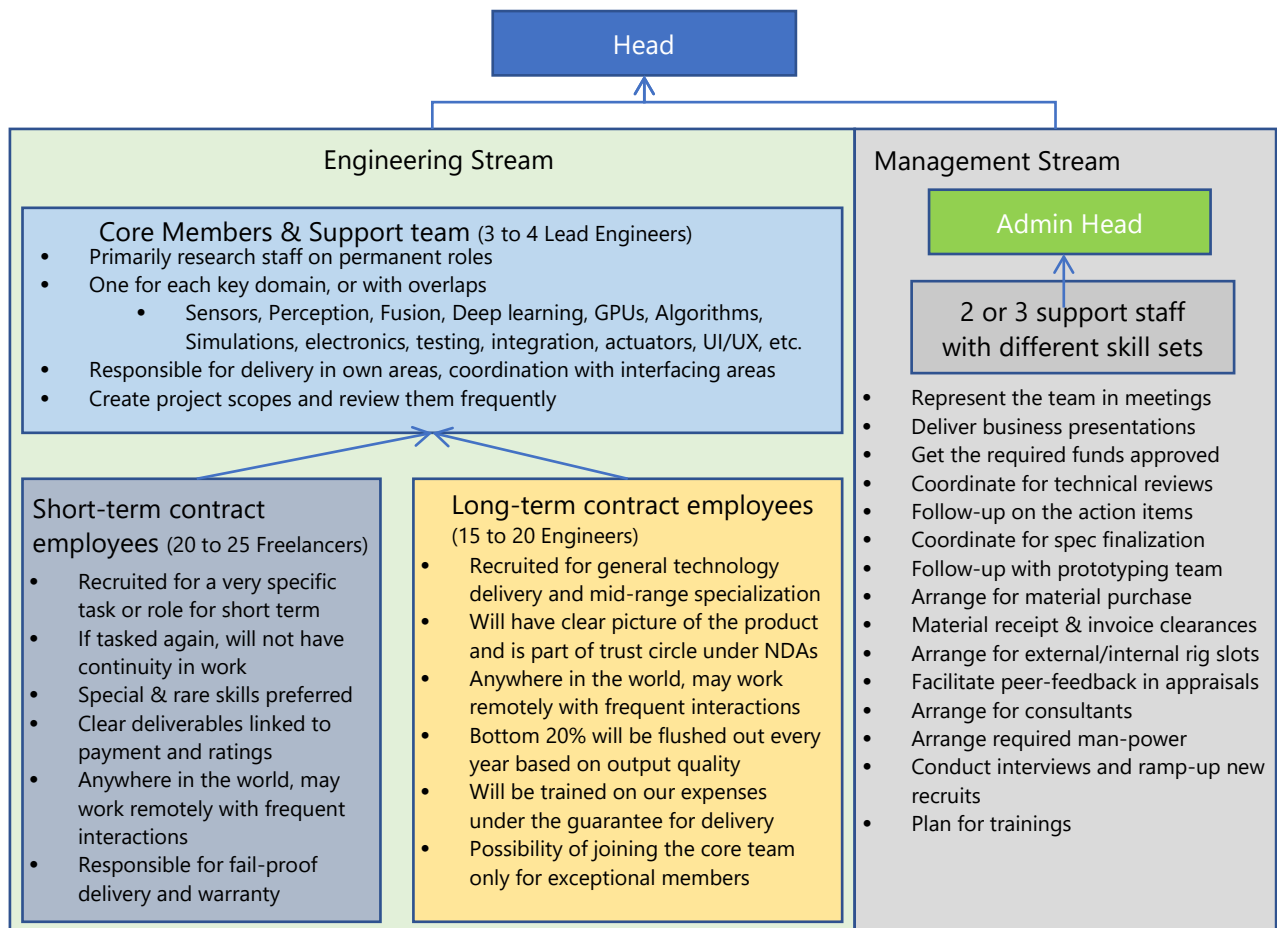 Head
Engineering Stream
Core Members & Support team (3 to 4 Lead Engineers)
• Primarily research staff on permanent roles
• One for each key domain, or with overlaps
• Sensors, Perception, Fusion, Deep learning, GPUs, Algorithms,
Simulations, electronics, testing, integration, actuators, UI/UX, etc.
• Responsible for delivery in own areas, coordination with interfacing areas
• Create project scopes and review them frequently
Short-term contract
employees (20 to 25 Freelancers)
• Recruited for a very specific
task or role for short term
• If tasked again, will not have
continuity in work
• Special & rare skills preferred
• Clear deliverables linked to
payment and ratings
• Anywhere in the world, may
work remotely with frequent
interactions
• Responsible for fail-proof
delivery and warranty
Long-term contract employees
(15 to 20 Engineers)
• Recruited for general technology
delivery and mid-range specialization
• Will have clear picture of the product
and is part of trust circle under NDAs
• Anywhere in the world, may work
remotely with frequent interactions
• Bottom 20% will be flushed out every
year based on output quality
• Will be trained on our expenses
under the guarantee for delivery
• Possibility of joining the core team
only for exceptional members
Management Stream
Admin Head
2 or 3 support staff
with different skill sets
• Represent the team in meetings
• Deliver business presentations
• Get the required funds approved
• Coordinate for technical reviews
• Follow-up on the action items
• Coordinate for spec finalization
• Follow-up with prototyping team
• Arrange for material purchase
• Material receipt & invoice clearances
• Arrange for external/internal rig slots
• Facilitate peer-feedback in appraisals
• Arrange for consultants
• Arrange required man-power
• Conduct interviews and ramp-up new
recruits
• Plan for trainings